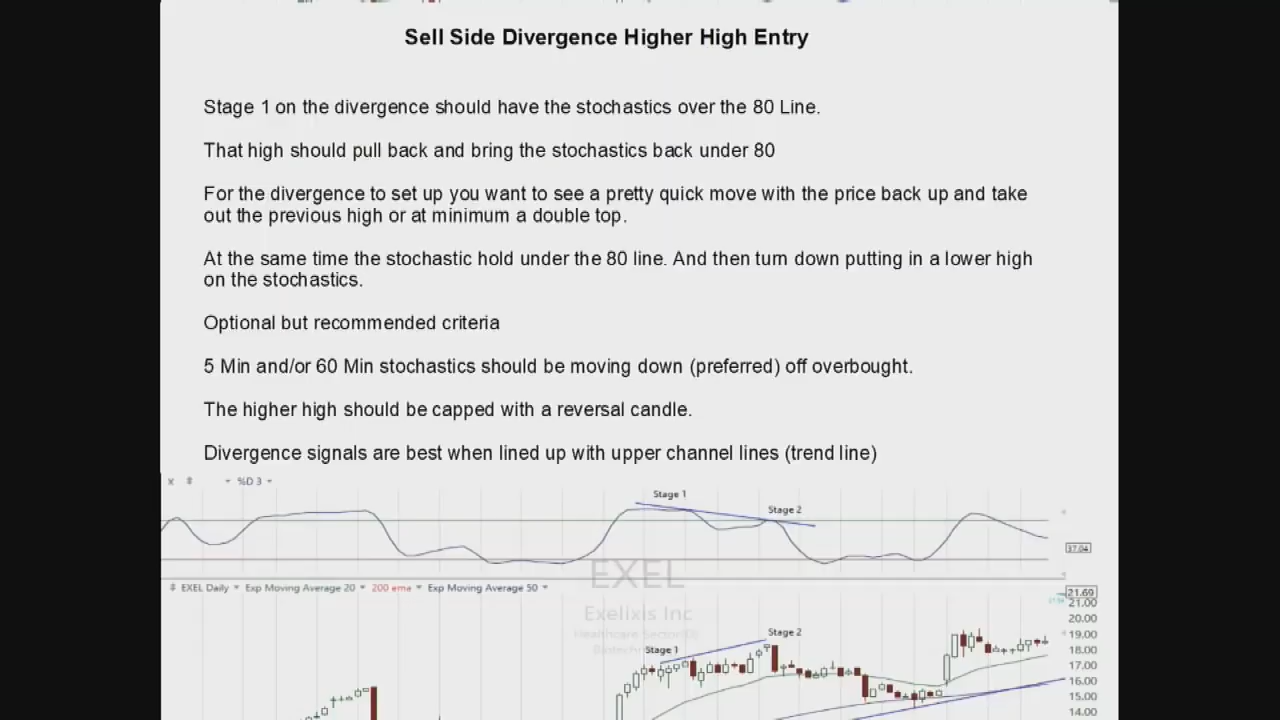 Sell Side Divergence Higher High Entry
Stage 1 on the divergence should have the stochastics over the 80 Line.
That high should pull back and bring the stochastics back under 80
For the divergence to set up you want to see a pretty quick move with the price back up and take
out the previous high or at minimum a double top.
At the same time the stochastic hold under the 80 line. And then turn down putting in a lower high
on the stochastics.
Optional but recommended criteria
5 Min and/or 60 Min stochastics should be moving down (preferred) off overbought.
The higher high should be capped with a reversal candle.
Divergence signals are best when lined up with upper channel lines (trend line)
%D 3
Stage 1
Stage 2
37.04
EXEL
EXEL Daily Exp Moving Average 20 200 ema Exp Moving Average 50
Exelixis Inc
Healthcare Sector
21.69
21.00
20.00
19.00
18.00
17.00
16.00
15.00
14.00
Stage 2
Stage 1